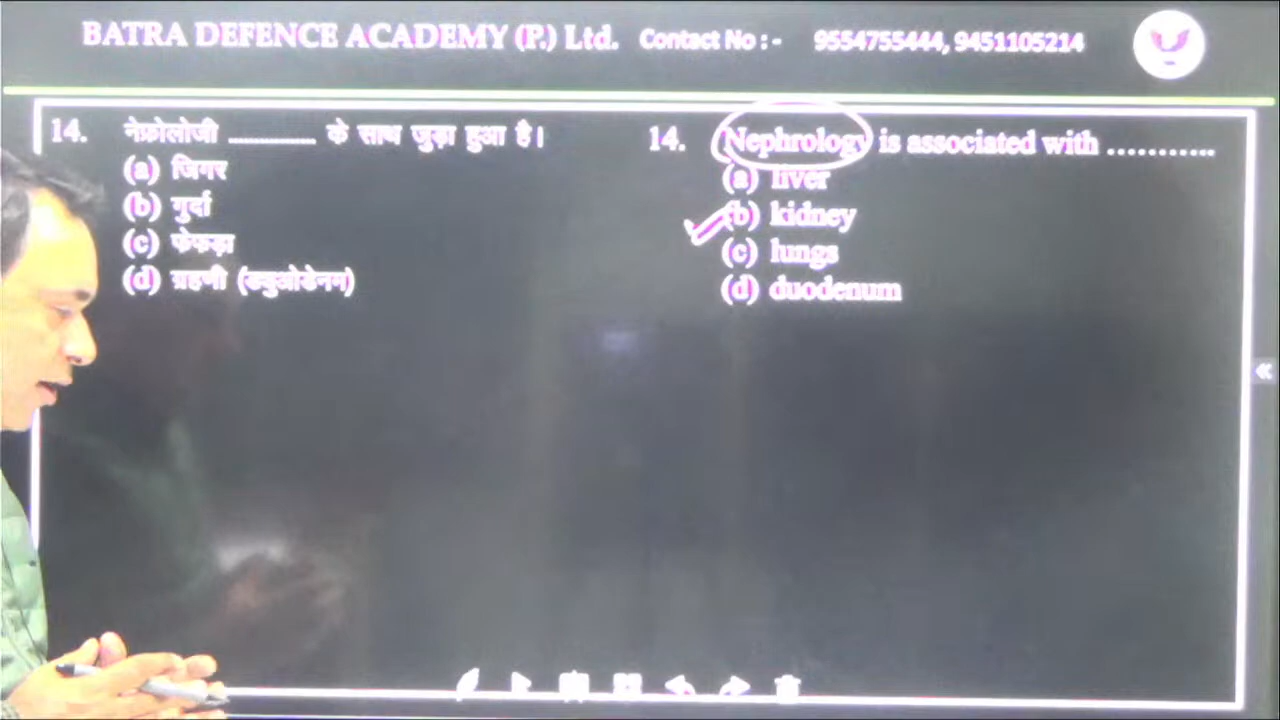 BATRA DEFENCE ACADEMY (P.) Ltd. Contact No :- 9554755444, 9451105214
14. नेफ्रोलोजी ............... के साथ जुड़ा हुआ है।
(a) जिगर
(b) गुर्दा
(c) फेफड़ा
(d) ग्रहणी (ड्युओडेनम)
14. Nephrology is associated with ............
(a) liver
(b) kidney
(c) lungs
(d) duodenum